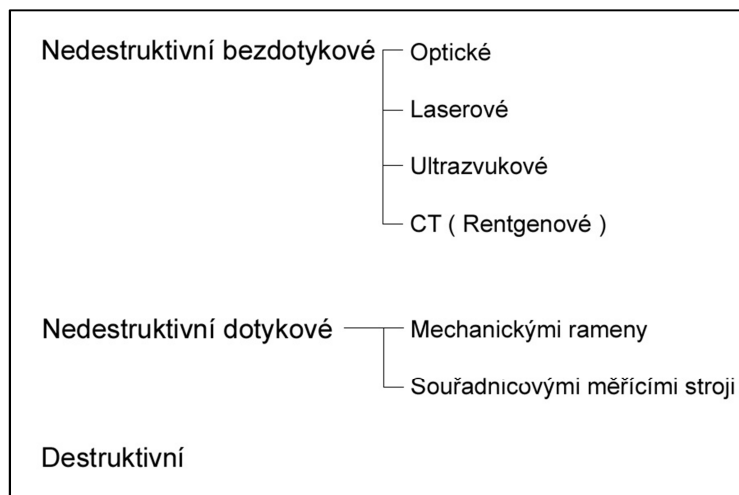 Nedestruktivní bezdotykové
Optické
Laserové
Ultrazvukové
CT ( Rentgenové )
Nedestruktivní dotykové
Mechanickými rameny
Souřadnicovými měřícími stroji
Destruktivní